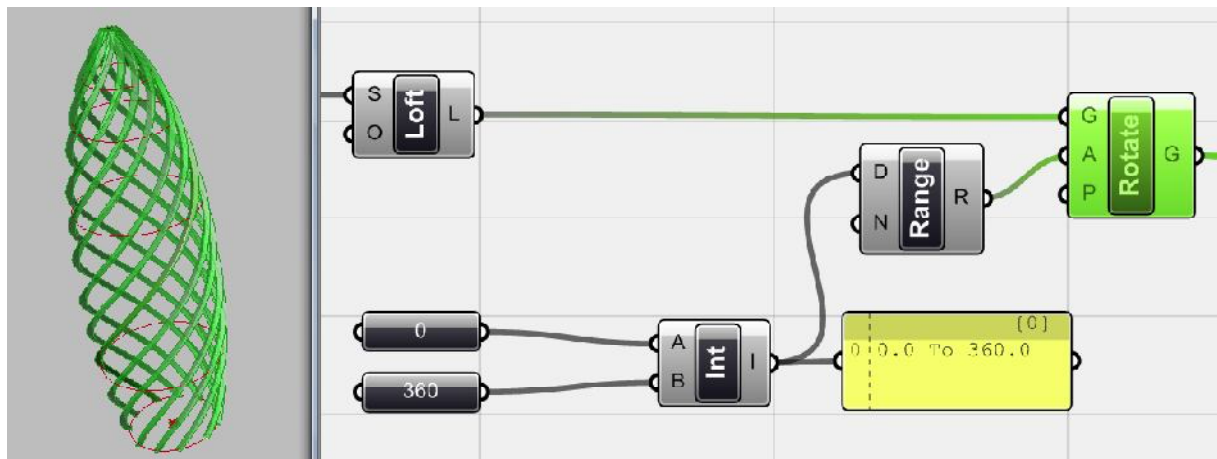 S
O
Loft
L
G
A
P
Rotate
G
D
N
Range
R
0
360
A
B
Int
I
{0}
0 0.0 To 360.0